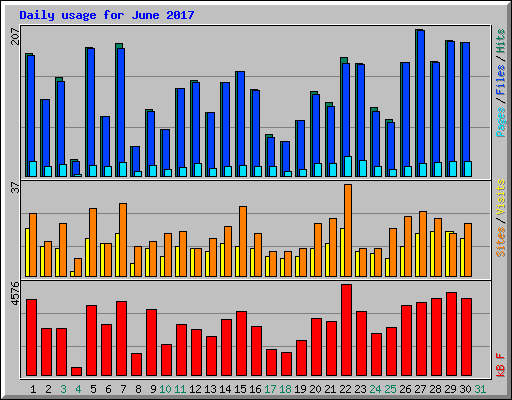 Daily usage for June 2017
207
Pages / Files / Hits
37
Sites / Visits
4576
kB F
1 2 3 4 5 6 7 8 9 10 11 12 13 14 15 16 17 18 19 20 21 22 23 24 25 26 27 28 29 30 31